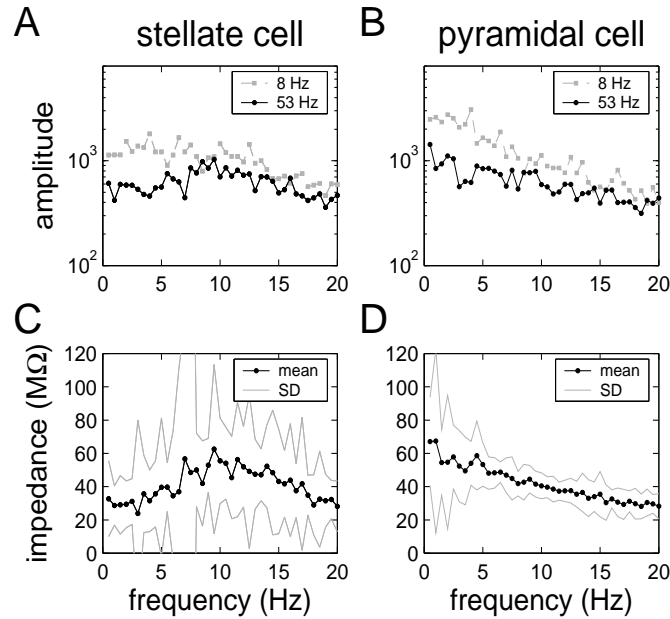 A
stellate cell
B
pyramidal cell
amplitude
10³
10²
8 Hz
53 Hz
0 5 10 15 20
10³
10²
8 Hz
53 Hz
0 5 10 15 20
C
D
impedance (MΩ)
120
100
80
60
40
20
0
mean
SD
0 5 10 15 20
frequency (Hz)
120
100
80
60
40
20
0
mean
SD
0 5 10 15 20
frequency (Hz)